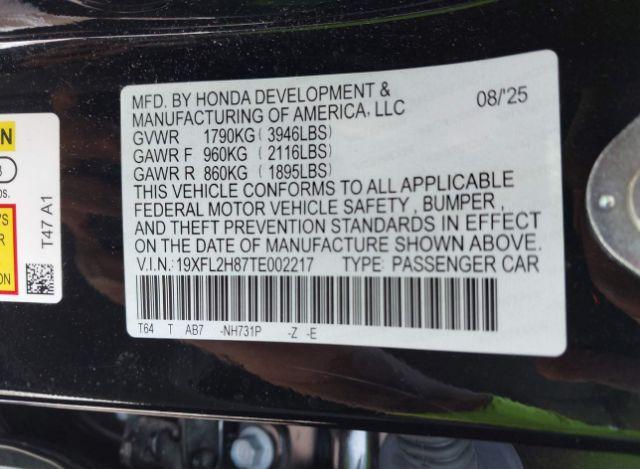 MFD. BY HONDA DEVELOPMENT &
MANUFACTURING OF AMERICA, LLC 08/'25
GVWR 1790KG ( 3946LBS)
GAWR F 960KG ( 2116LBS)
GAWR R 860KG ( 1895LBS)
THIS VEHICLE CONFORMS TO ALL APPLICABLE
FEDERAL MOTOR VEHICLE SAFETY , BUMPER ,
AND THEFT PREVENTION STANDARDS IN EFFECT
ON THE DATE OF MANUFACTURE SHOWN ABOVE.
V.I.N.: 19XFL2H87TE002217 TYPE: PASSENGER CAR
T64 T AB7 -NH731P -Z -E
T47 A1